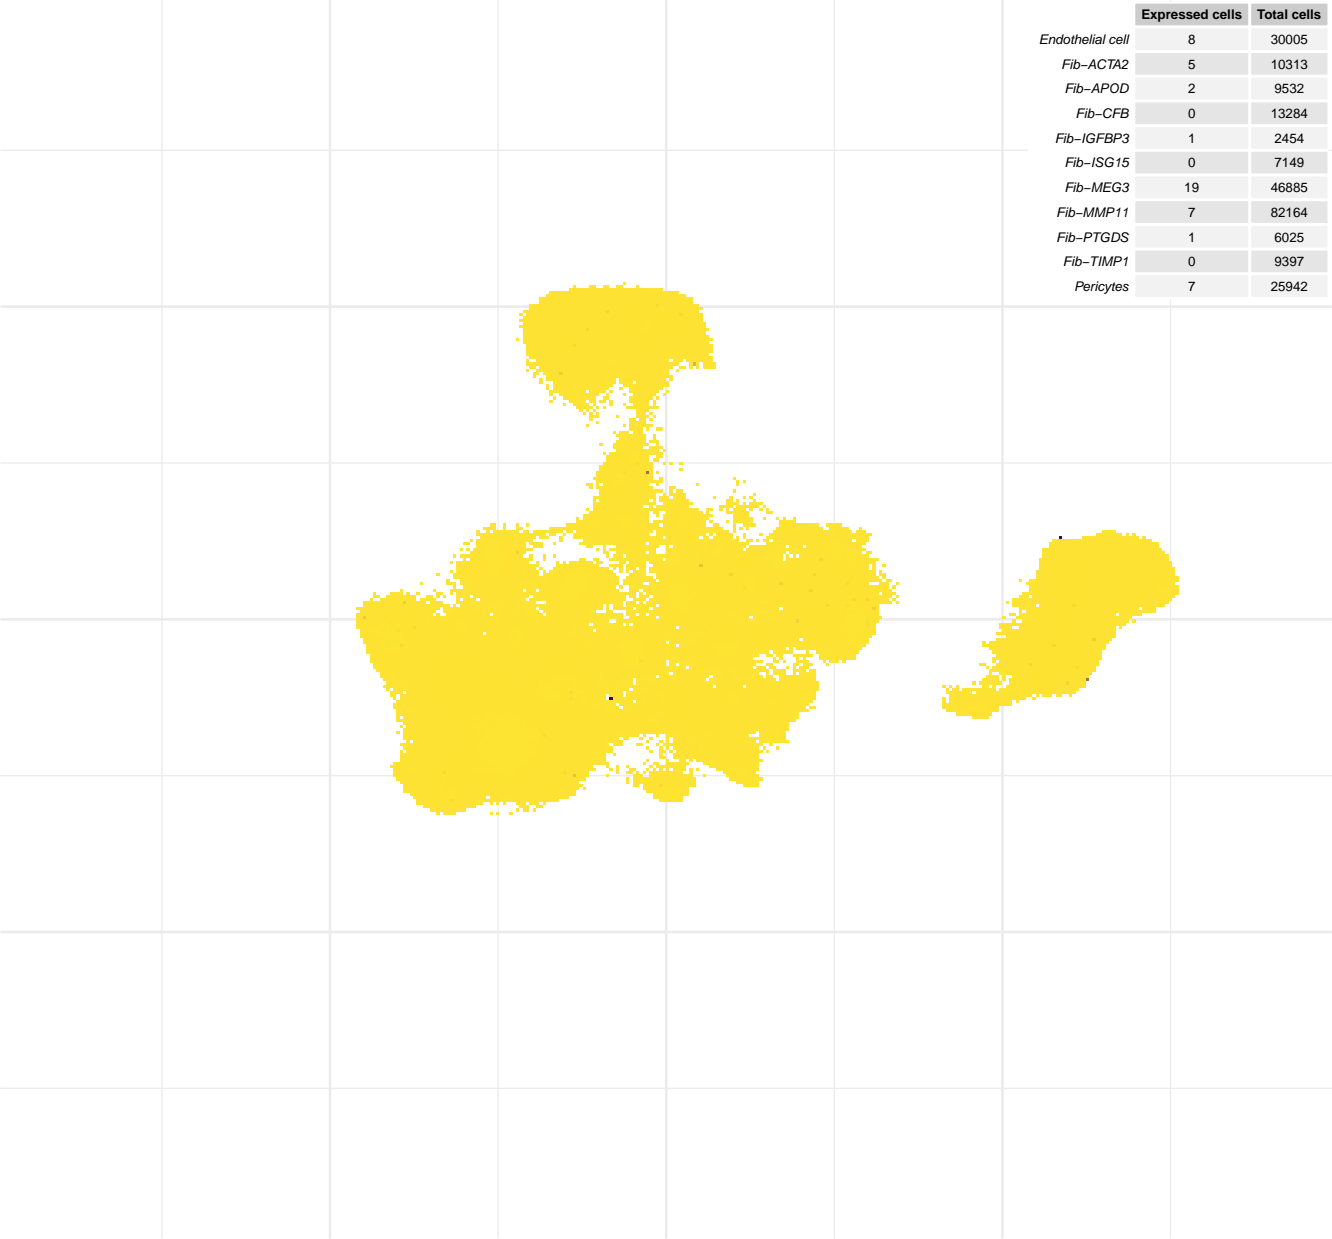 Expressed cells Total cells
Endothelial cell 8 30005
Fib−ACTA2 5 10313
Fib−APOD 2 9532
Fib−CFB 0 13284
Fib−IGFBP3 1 2454
Fib−ISG15 0 7149
Fib−MEG3 19 46885
Fib−MMP11 7 82164
Fib−PTGDS 1 6025
Fib−TIMP1 0 9397
Pericytes 7 25942